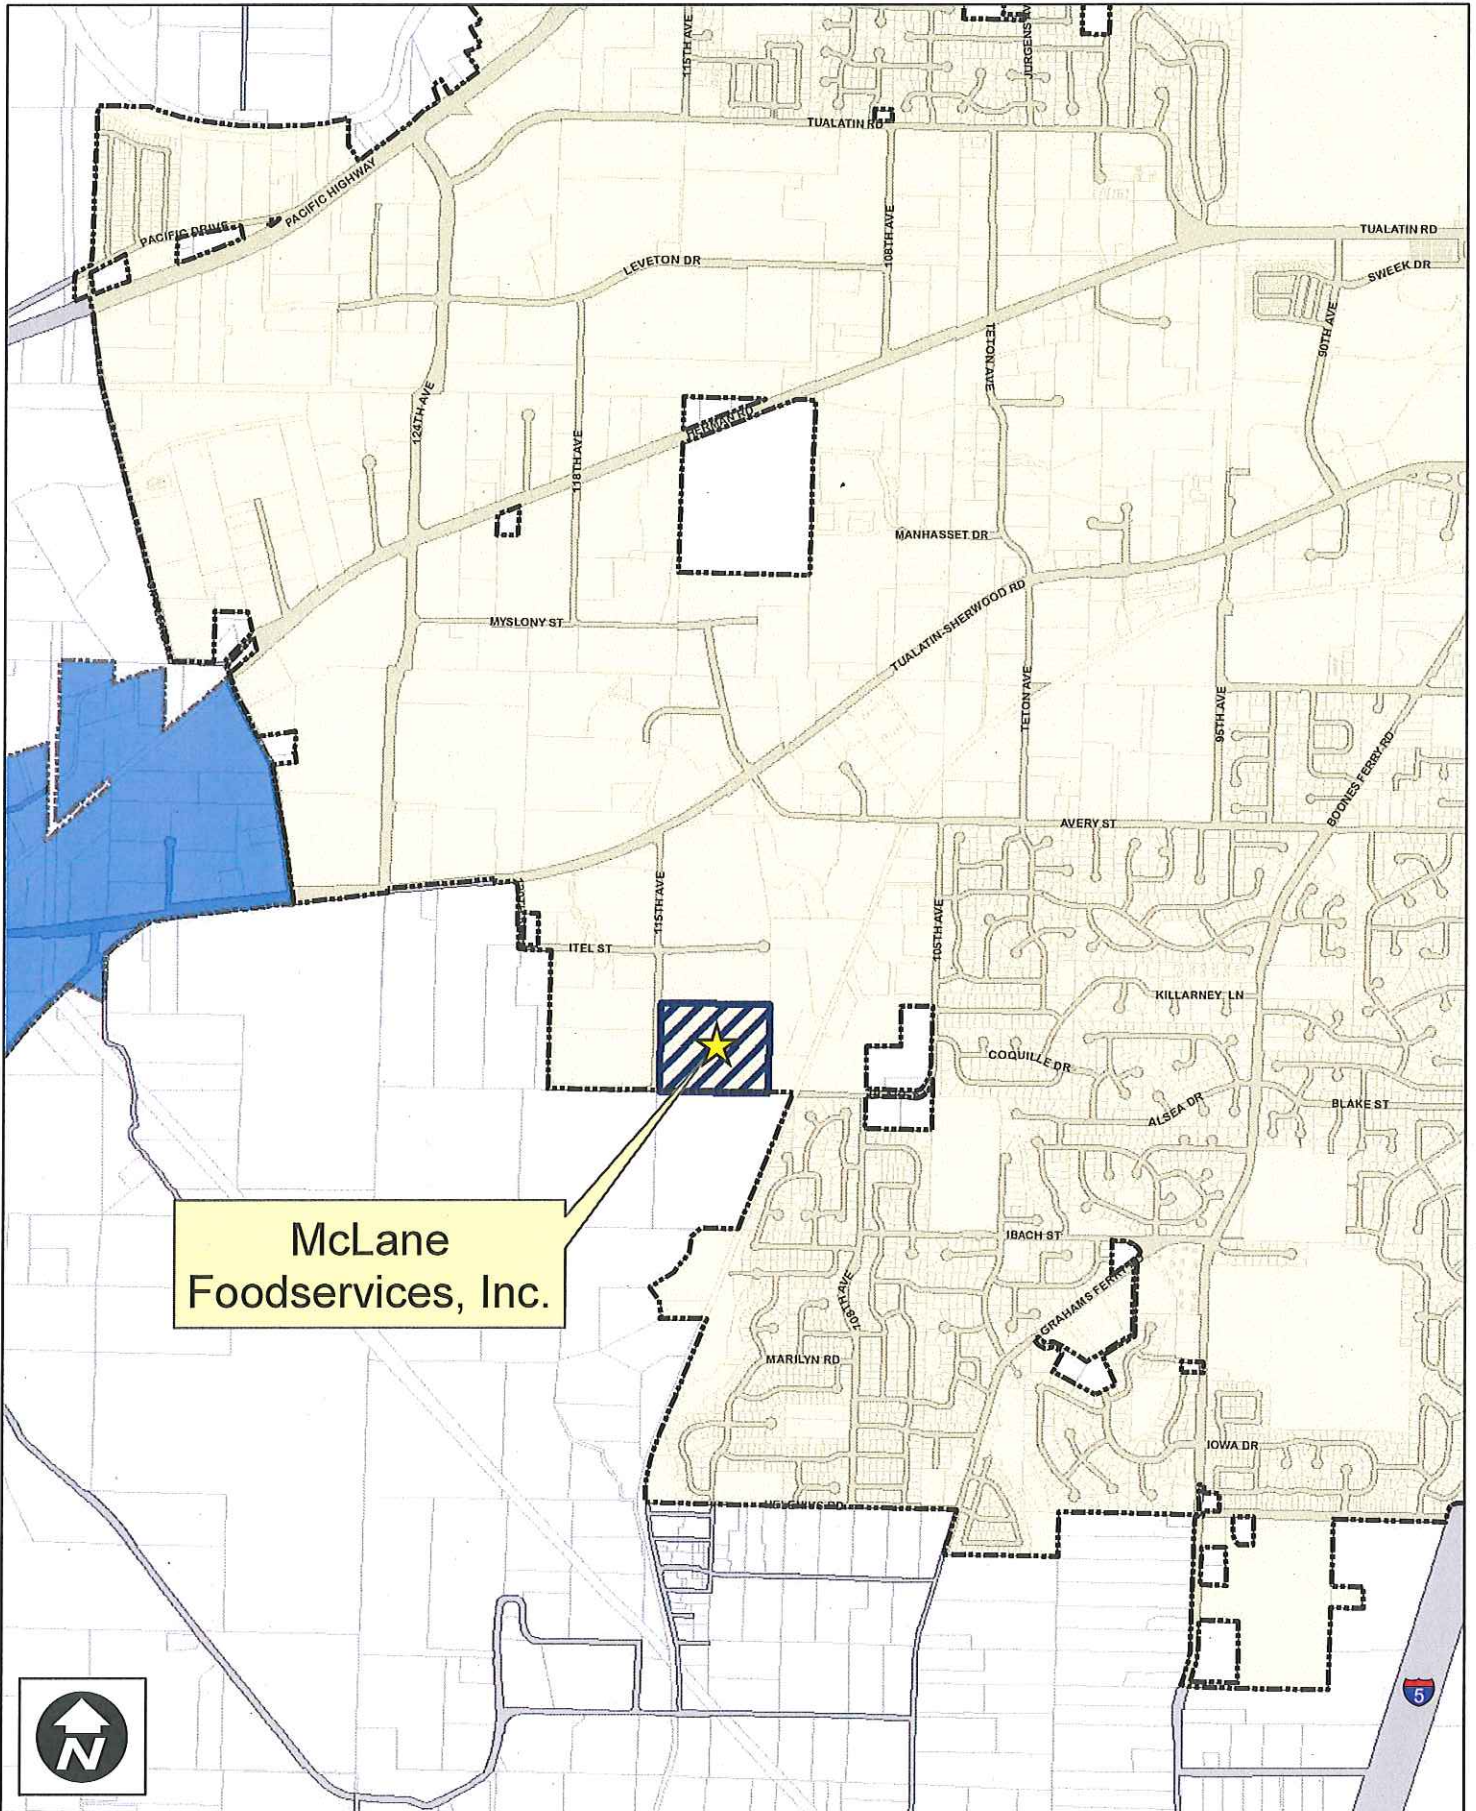 115TH AVE
JURGENS AV
TUALATIN RD
PACIFIC HIGHWAY
PACIFIC DRIVE
108TH AVE
TUALATIN RD
SWEEK DR
LEVETON DR
90TH AVE
TETON AVE
124TH AVE
HERMAN RD
118TH AVE
MANHASSET DR
TUALATIN-SHERWOOD RD
MYSLONY ST
TETON AVE
95TH AVE
BOONES FERRY RD
AVERY ST
115TH AVE
105TH AVE
ITEL ST
KILLARNEY LN
COQUILLE DR
ALSEA DR
BLAKE ST
McLane
Foodservices, Inc.
IBACH ST
GRAHAMS FERRY
108TH AVE
MARILYN RD
IOWA DR
HELENIUS RD
5
N